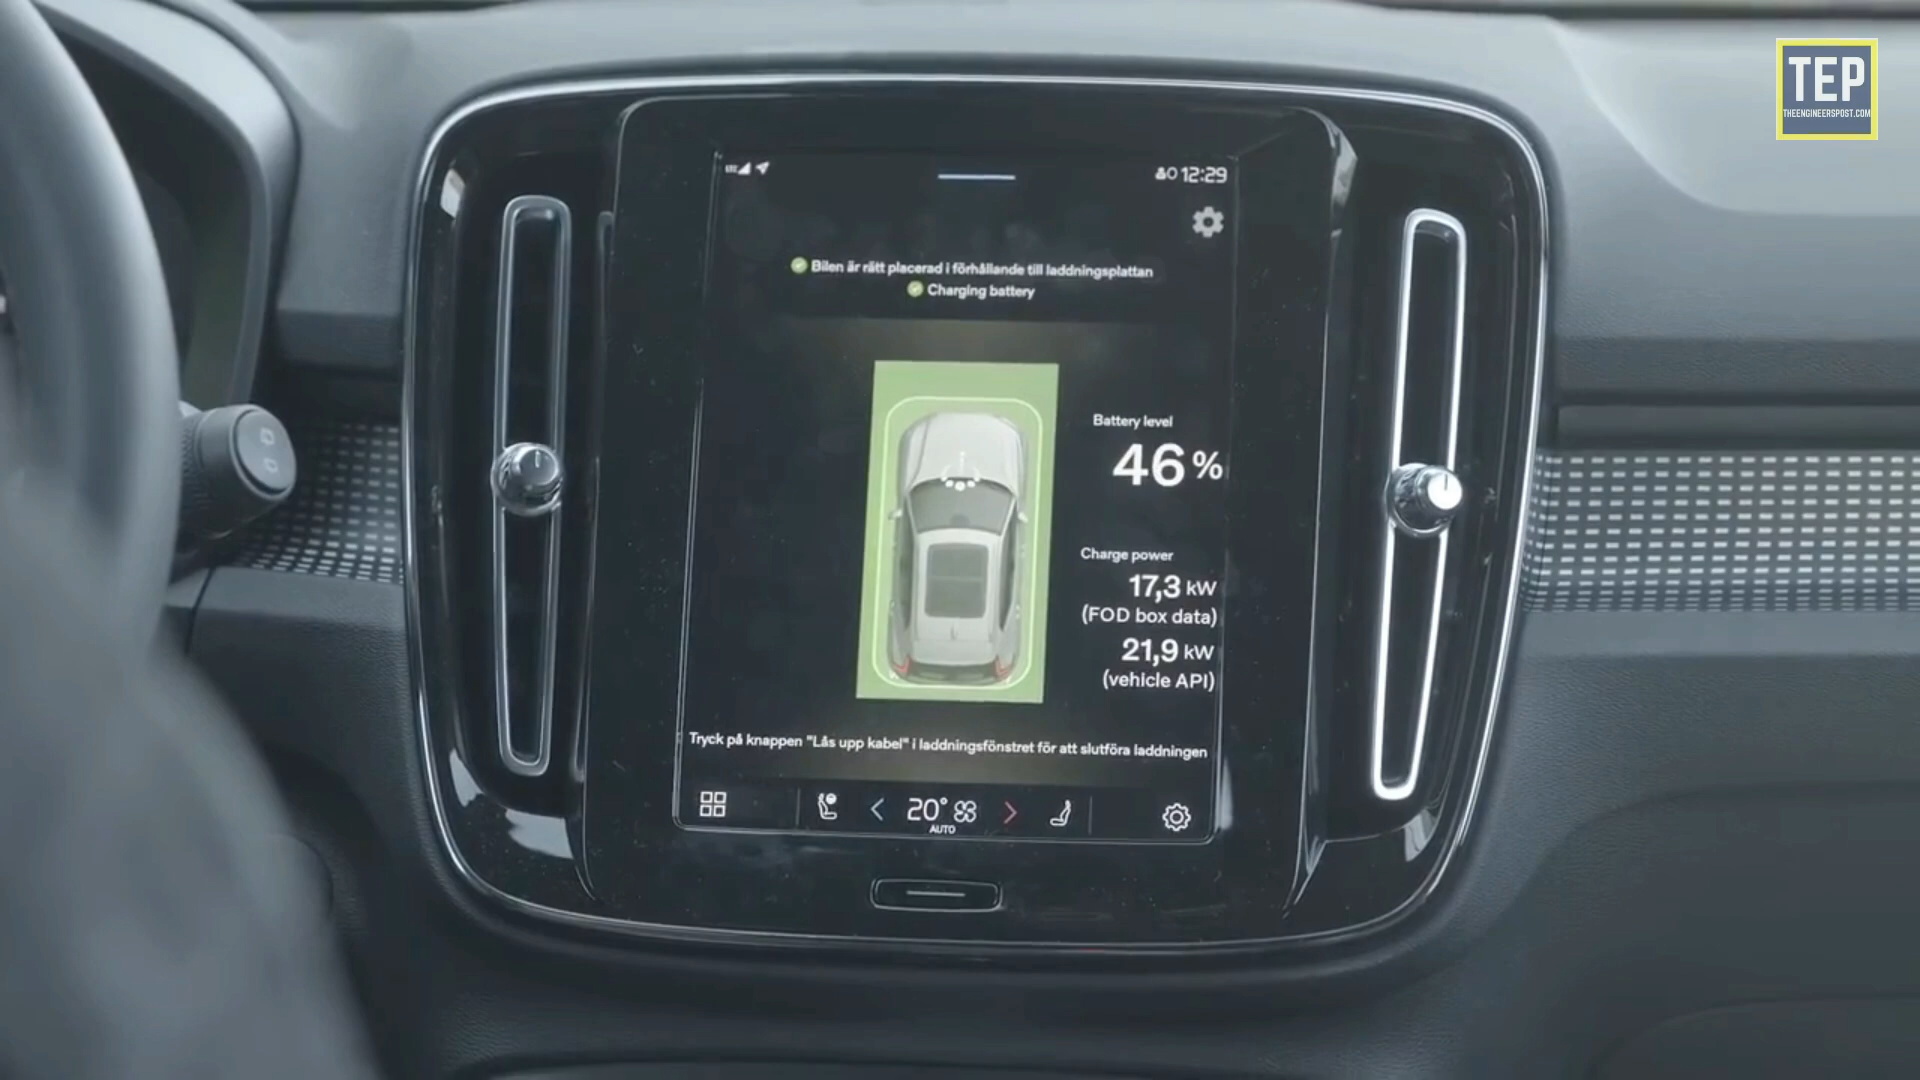 TEP
THEENGINEERSPOST.COM
12:29
Bilen är rätt placerad i förhållande till laddningsplattan
Charging battery
Battery level
46 %
Charge power
17,3 kW
(FOD box data)
21,9 kW
(vehicle API)
Tryck på knappen "Lås upp kabel" i laddningsfönstret för att slutföra laddningen
20°
AUTO